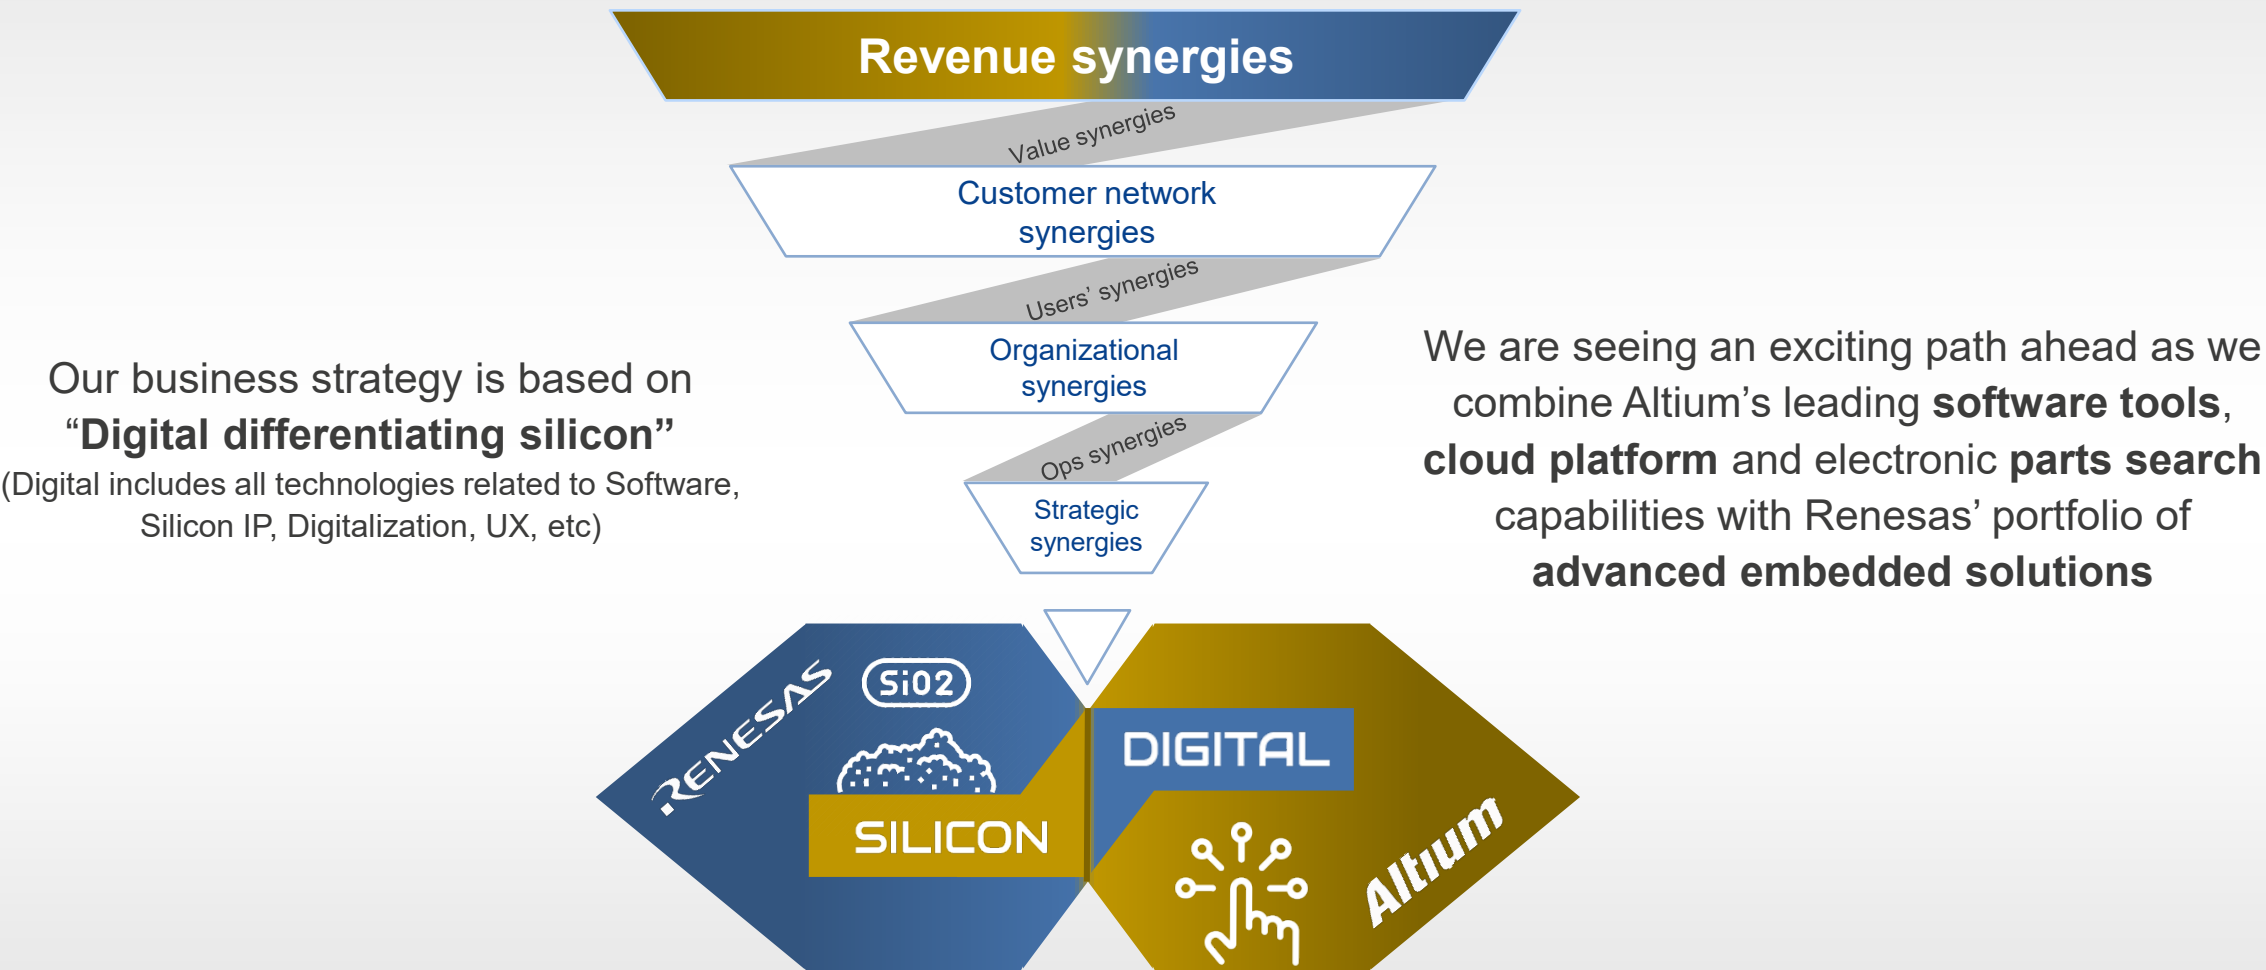 Revenue synergies
Value synergies
Customer network
synergies
Users’ synergies
Organizational
synergies
Ops synergies
Strategic
synergies
Our business strategy is based on
“Digital differentiating silicon”
(Digital includes all technologies related to Software,
Silicon IP, Digitalization, UX, etc)
We are seeing an exciting path ahead as we
combine Altium’s leading software tools,
cloud platform and electronic parts search
capabilities with Renesas’ portfolio of
advanced embedded solutions
RENESAS
SiO2
SILICON
DIGITAL
Altium